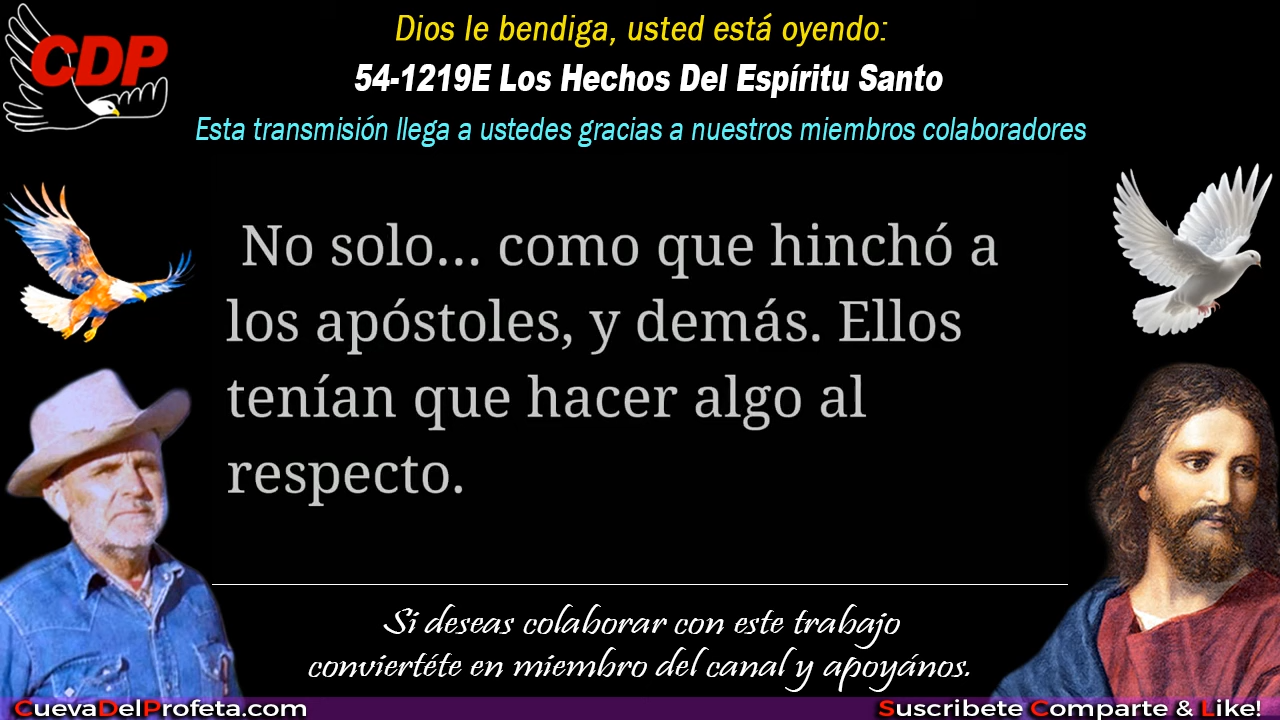 CDP
Dios le bendiga, usted está oyendo:
54-1219E Los Hechos Del Espíritu Santo
Esta transmisión llega a ustedes gracias a nuestros miembros colaboradores
No solo... como que hinchó a
los apóstoles, y demás. Ellos
tenían que hacer algo al
respecto.
Si deseas colaborar con este trabajo
conviertéte en miembro del canal y apoyános.
CuevaDelProfeta.com
Suscribete Comparte & Like!